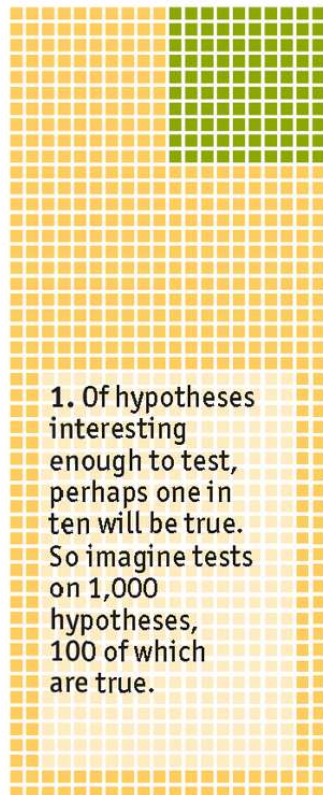 1. Of hypotheses
interesting
enough to test,
perhaps one in
ten will be true.
So imagine tests
on 1,000
hypotheses,
100 of which
are true.